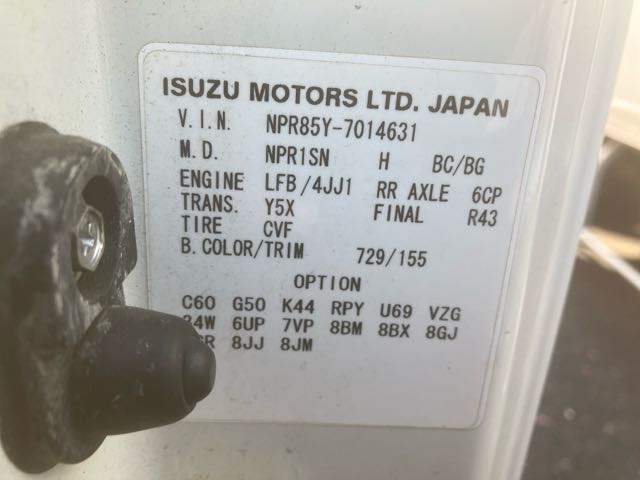 ISUZU MOTORS LTD. JAPAN
V.I.N. NPR85Y-7014631
M.D. NPR1SN H BC/BG
ENGINE LFB/4JJ1 RR AXLE 6CP
TRANS. Y5X FINAL R43
TIRE CVF
B.COLOR/TRIM 729/155
OPTION
C60 G50 K44 RPY U69 VZG
6UP 7VP 8BM 8BX 8GJ
8JJ 8JM